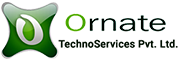 Ornate
TechnoServices Pvt. Ltd.